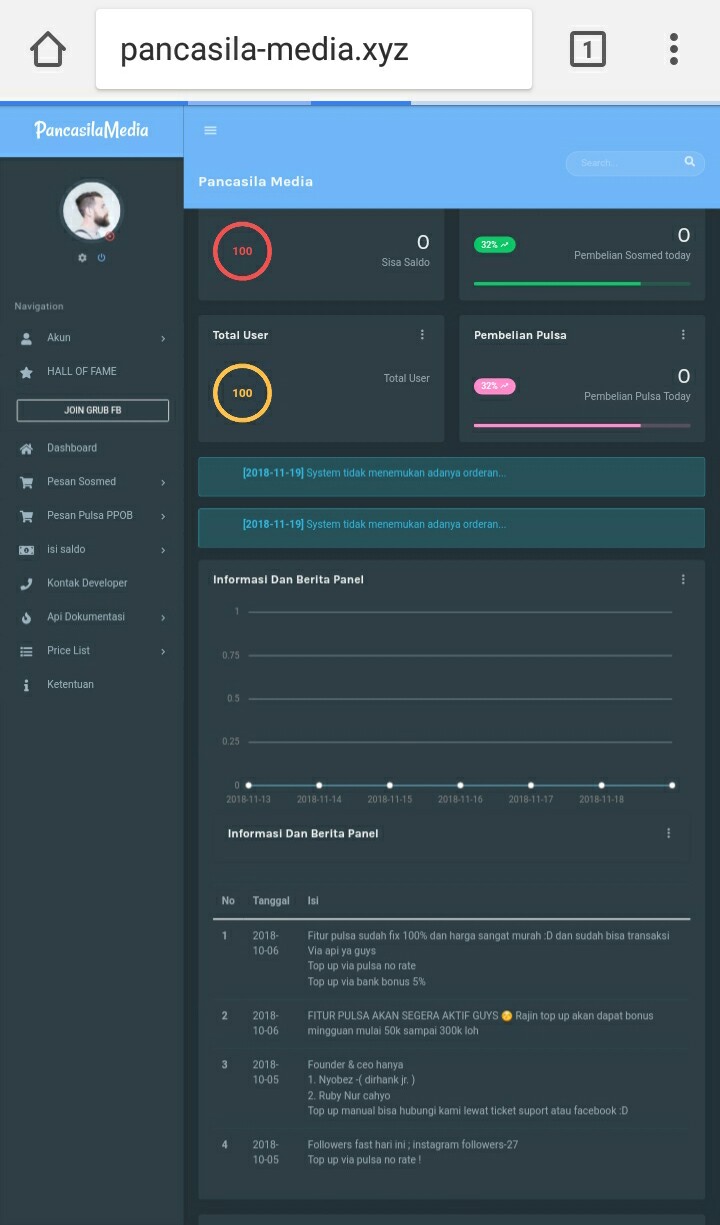 pancasila-media.xyz
1
PancasilaMedia
Search...
Pancasila Media
Navigation
Akun
HALL OF FAME
JOIN GRUB FB
Dashboard
Pesan Sosmed
Pesan Pulsa PPOB
isi saldo
Kontak Developer
Api Dokumentasi
Price List
Ketentuan
100
0
Sisa Saldo
32%
0
Pembelian Sosmed today
Total User
100
Total User
Pembelian Pulsa
32%
0
Pembelian Pulsa Today
[2018-11-19] System tidak menemukan adanya orderan...
[2018-11-19] System tidak menemukan adanya orderan...
Informasi Dan Berita Panel
1
0.75
0.5
0.25
0
2018-11-13 2018-11-14 2018-11-15 2018-11-16 2018-11-17 2018-11-18
Informasi Dan Berita Panel
No Tanggal Isi
1 2018-10-06 Fitur pulsa sudah fix 100% dan harga sangat murah :D dan sudah bisa transaksi
Via api ya guys
Top up via pulsa no rate
Top up via bank bonus 5%
2 2018-10-06 FITUR PULSA AKAN SEGERA AKTIF GUYS 😏 Rajin top up akan dapat bonus
mingguan mulai 50k sampai 300k loh
3 2018-10-05 Founder & ceo hanya
1. Nyobez -( dirhank jr. )
2. Ruby Nur cahyo
Top up manual bisa hubungi kami lewat ticket suport atau facebook :D
4 2018-10-05 Followers fast hari ini ; instagram followers-27
Top up via pulsa no rate !